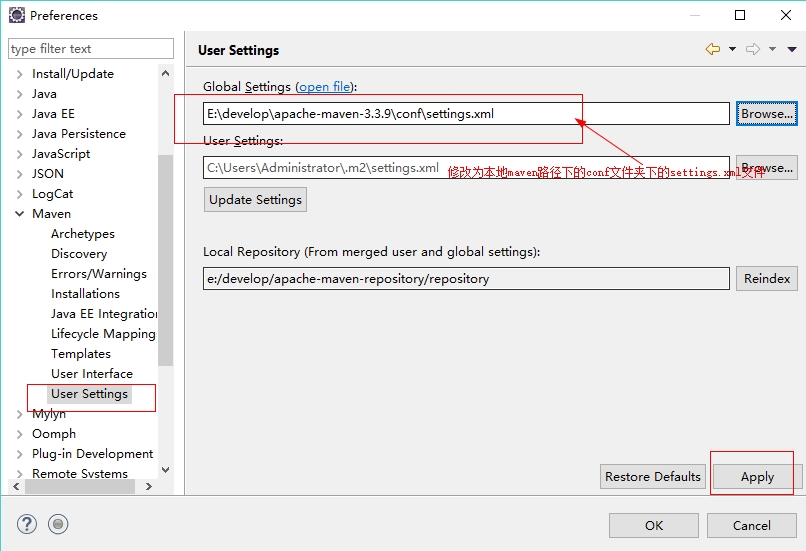 Preferences
type filter text
Install/Update
Java
Java EE
Java Persistence
JavaScript
JSON
LogCat
Maven
Archetypes
Discovery
Errors/Warnings
Installations
Java EE Integration
Lifecycle Mapping
Templates
User Interface
User Settings
Mylyn
Oomph
Plug-in Development
Remote Systems
User Settings
Global Settings (open file):
E:\develop\apache-maven-3.3.9\conf\settings.xml
Browse...
User Settings:
C:\Users\Administrator\.m2\settings.xml
Browse...
修改为本地maven路径下的conf文件夹下的settings.xml文件
Update Settings
Local Repository (From merged user and global settings):
e:/develop/apache-maven-repository/repository
Reindex
Restore Defaults
Apply
OK
Cancel